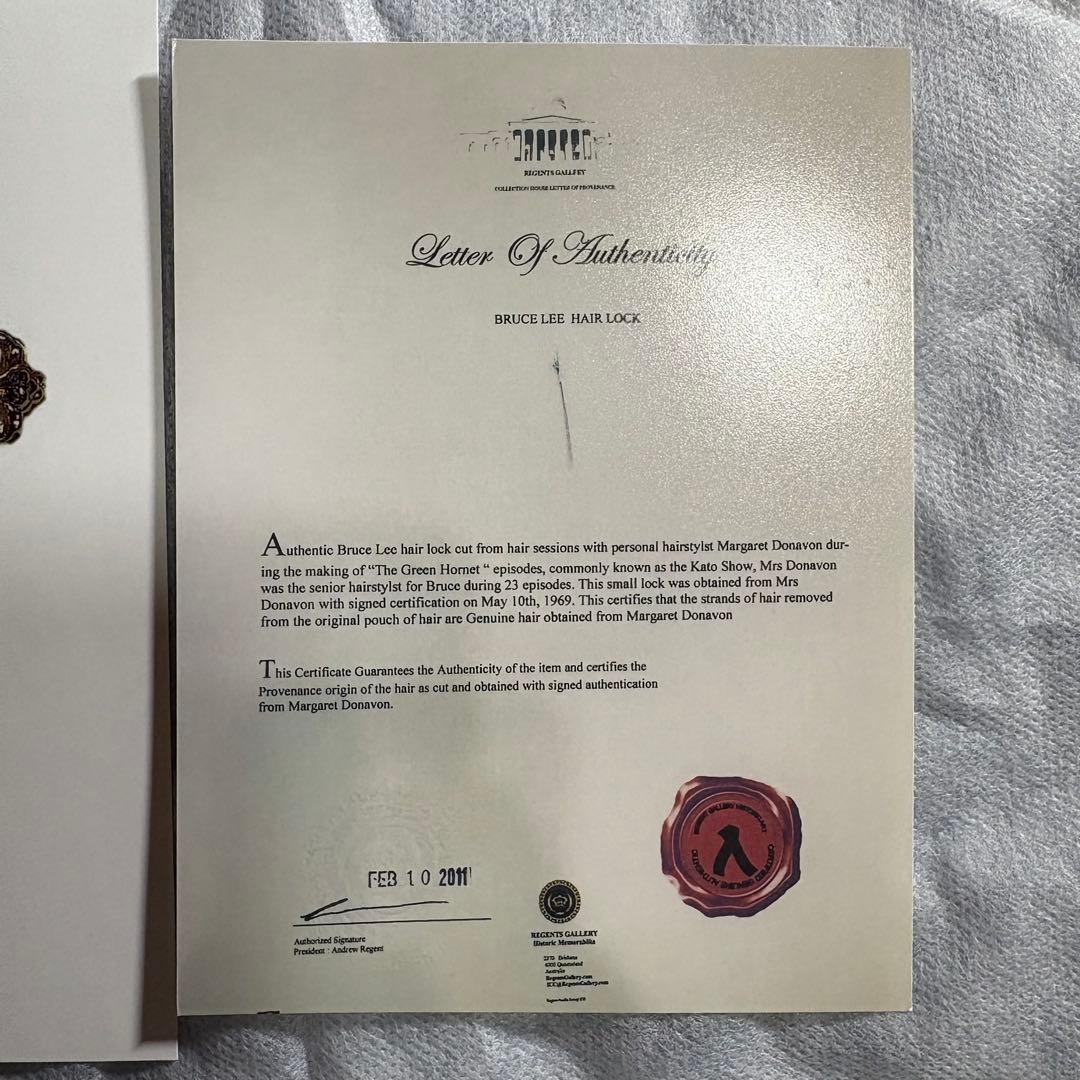 REGENTS GALLERY
COLLECTION HOUSE LETTER OF PROVENANCE
Letter Of Authenticity
BRUCE LEE HAIR LOCK
Authentic Bruce Lee hair lock cut from hair sessions with personal hairstylst Margaret Donavon dur-
ing the making of “The Green Hornet “ episodes, commonly known as the Kato Show, Mrs Donavon
was the senior hairstylst for Bruce during 23 episodes. This small lock was obtained from Mrs
Donavon with signed certification on May 10th, 1969. This certifies that the strands of hair removed
from the original pouch of hair are Genuine hair obtained from Margaret Donavon
This Certificate Guarantees the Authenticity of the item and certifies the
Provenance origin of the hair as cut and obtained with signed authentication
from Margaret Donavon.
FEB 10 2011
Authorized Signature
President : Andrew Regent
REGENTS GALLERY
Historic Memorabilia
Brisbane
Queensland
Australia
RegentsGallery.com
CERTIFIED GENUINE AUTHENTIC